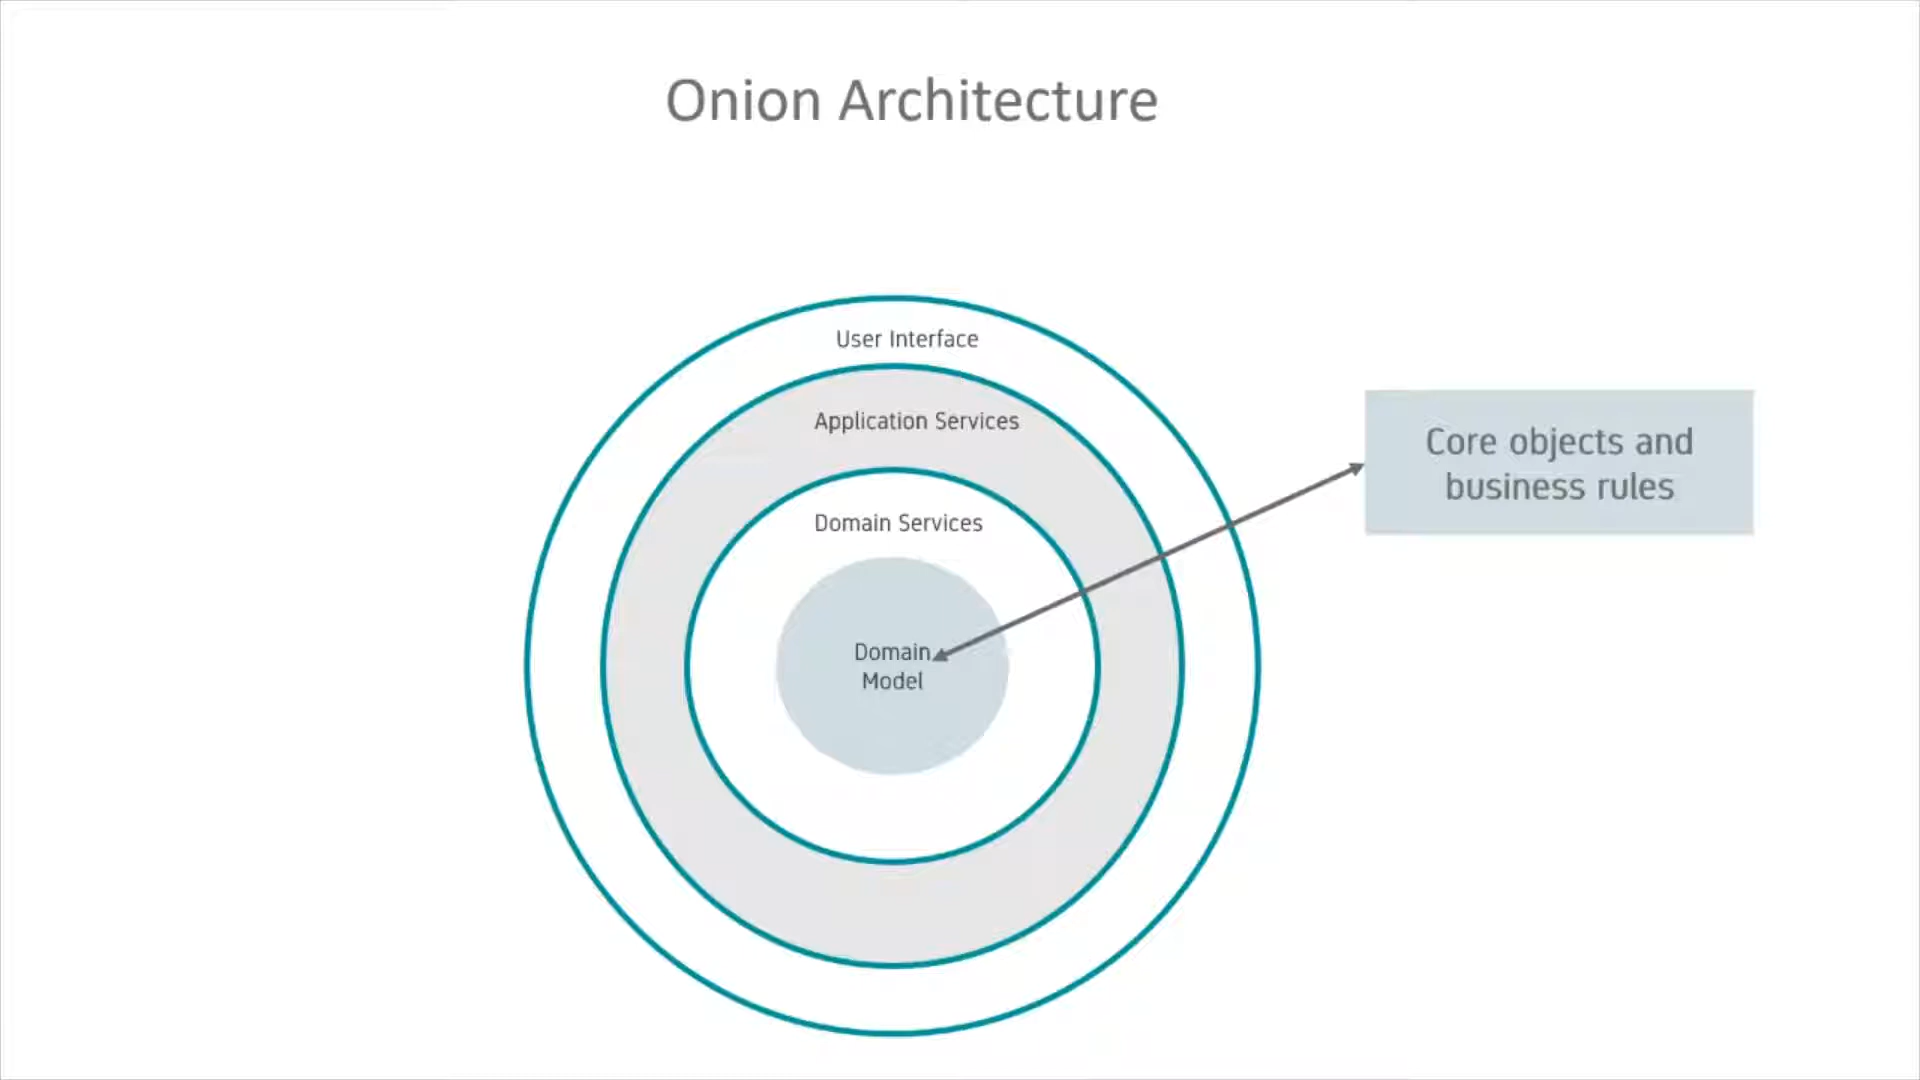 Onion Architecture
User Interface
Application Services
Domain Services
Domain
Model
Core objects and
business rules